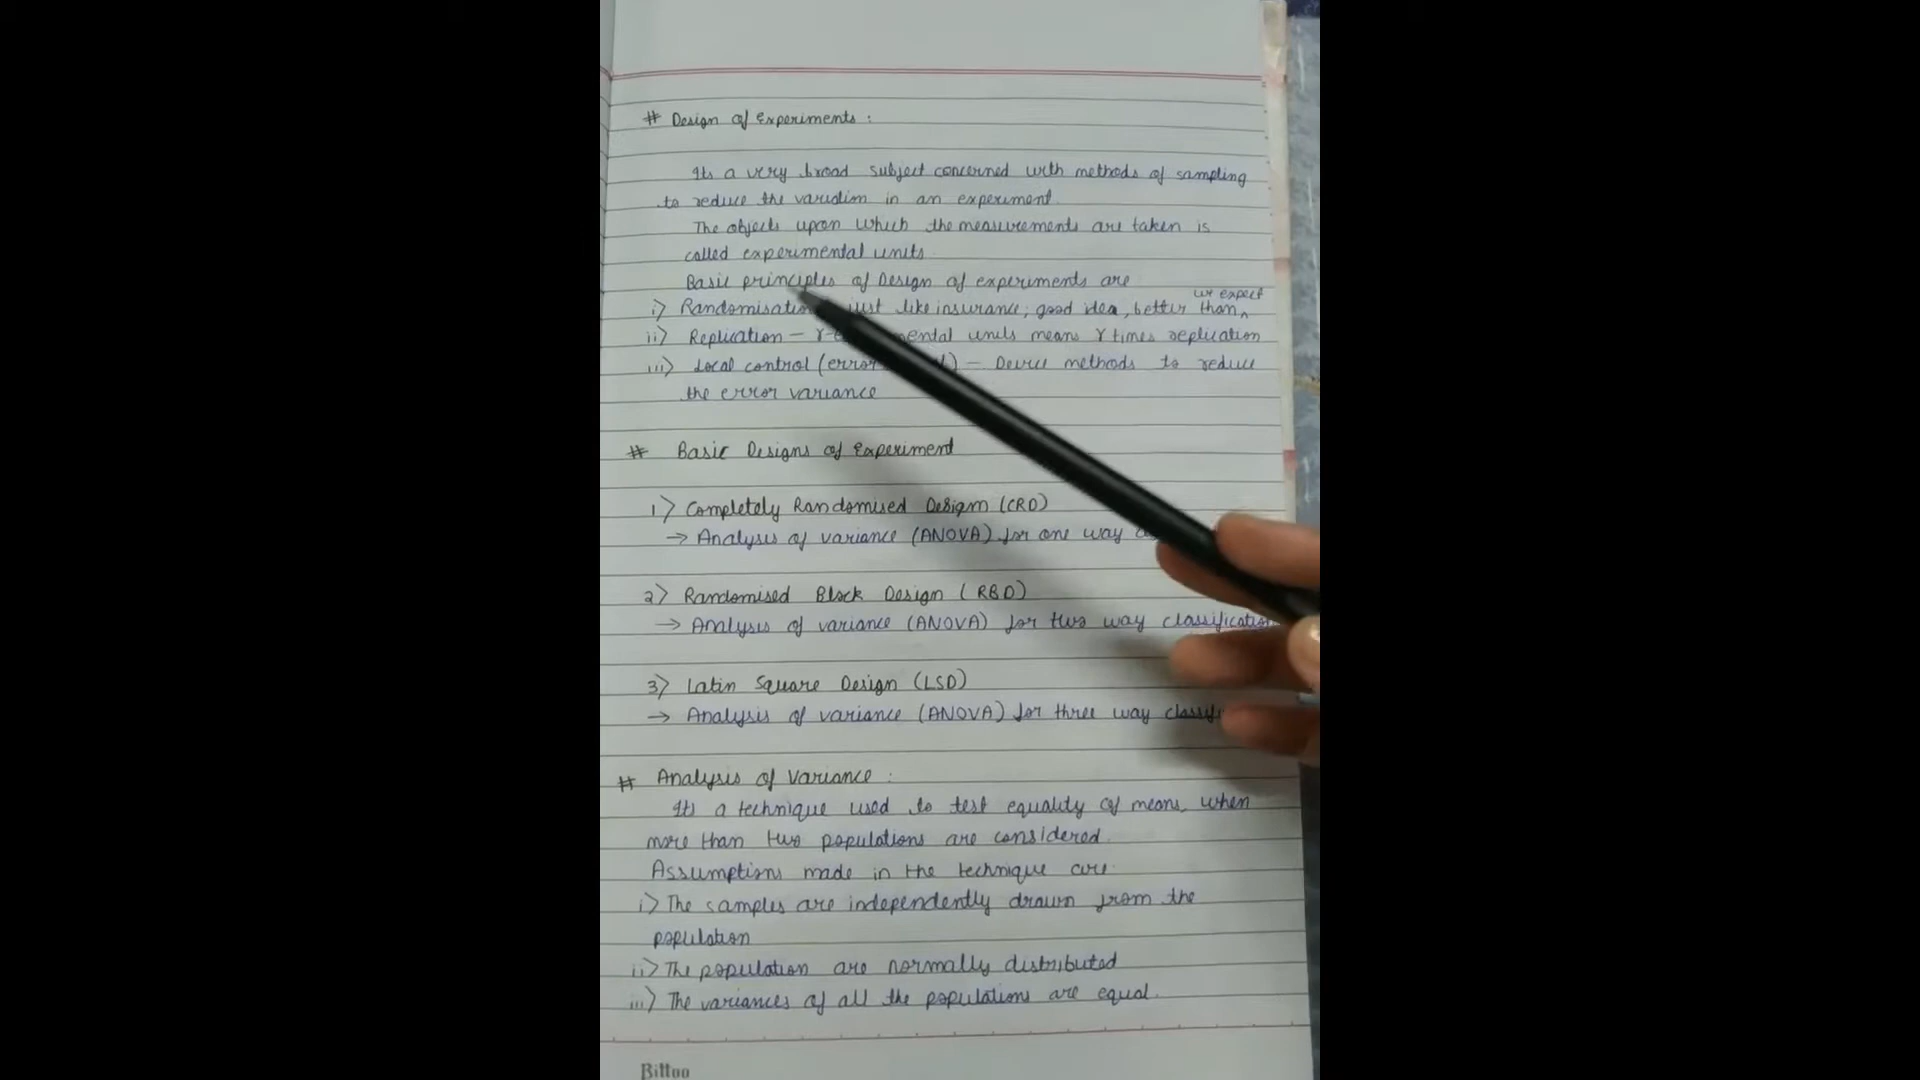 # Design of Experiments :
Its a very broad subject concerned with methods of sampling
to reduce the variation in an experiment.
The objects upon which the measurements are taken is
called experimental units.
Basic principles of Design of experiments are
we expect
i) Randomisation just like insurance; good idea, better than^
ii) Replication – r mental units means r times replication
iii) Local control (error ) – Device methods to reduce
the error variance
# Basic Designs of Experiment
1) Completely Randomised Design (CRD)
→ Analysis of variance (ANOVA) for one way
2) Randomised Block Design (RBD)
→ Analysis of variance (ANOVA) for two way classification
3) Latin Square Design (LSD)
→ Analysis of variance (ANOVA) for three way classifi
# Analysis of Variance :
Its a technique used to test equality of means, when
more than two populations are considered.
Assumptions made in the technique are
i) The samples are independently drawn from the
population
ii) The population are normally distributed
iii) The variances of all the populations are equal.
Bittoo